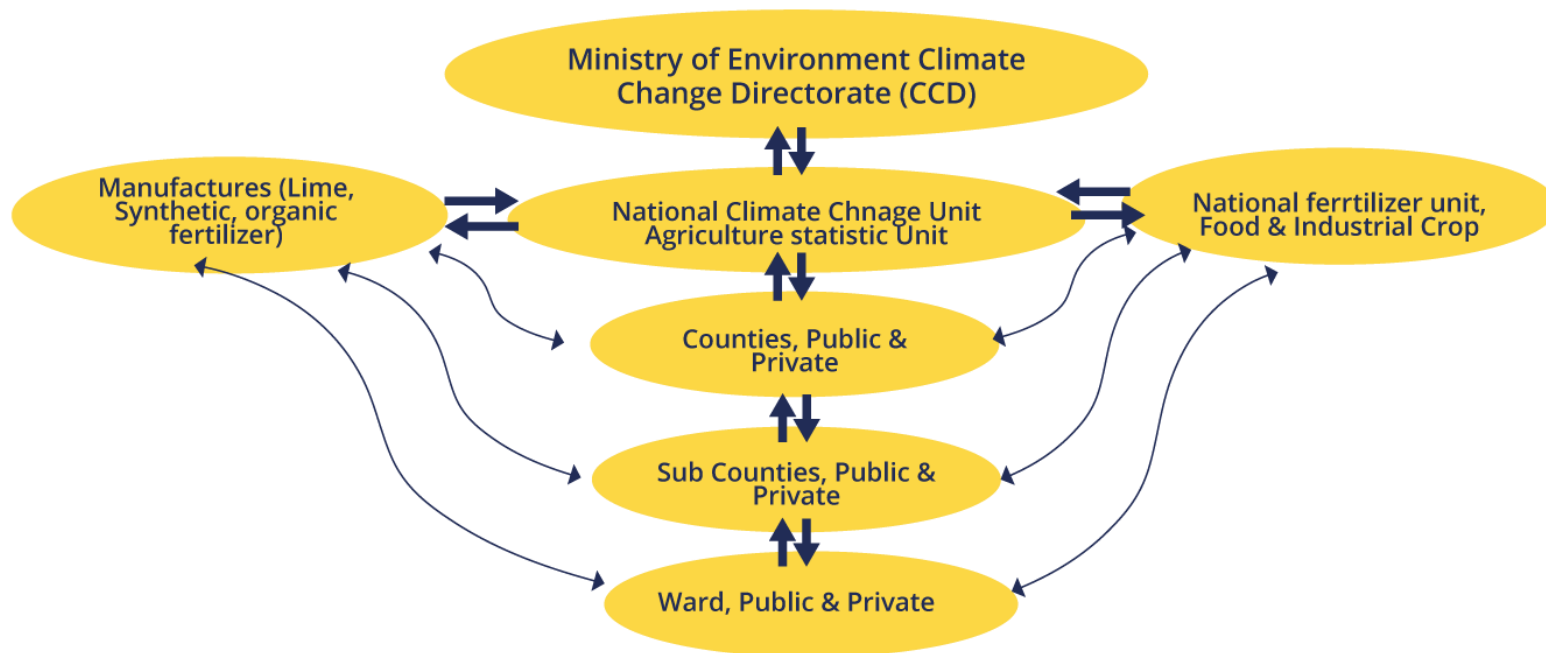 Ministry of Environment Climate
Change Directorate (CCD)
Manufactures (Lime,
Synthetic, organic
fertilizer)
National Climate Chnage Unit
Agriculture statistic Unit
National ferrtilizer unit,
Food & Industrial Crop
Counties, Public &
Private
Sub Counties, Public &
Private
Ward, Public & Private